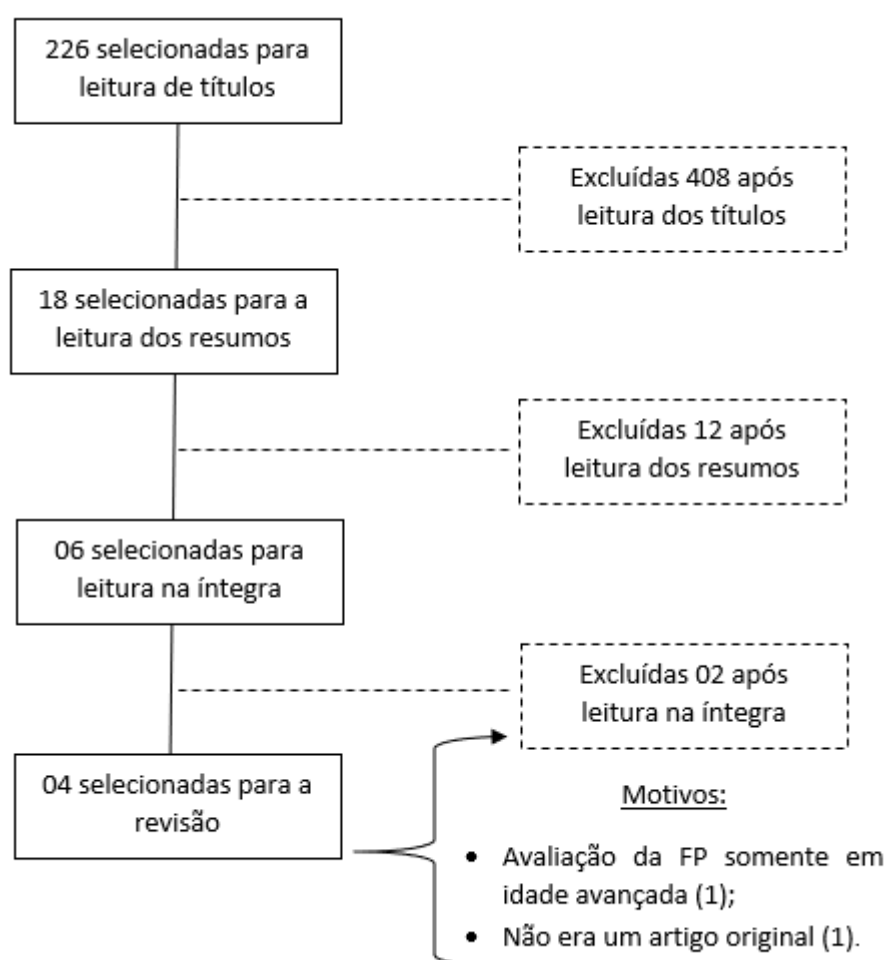 226 selecionadas para
leitura de títulos
Excluídas 408 após
leitura dos títulos
18 selecionadas para a
leitura dos resumos
Excluídas 12 após
leitura dos resumos
06 selecionadas para
leitura na íntegra
Excluídas 02 após
leitura na íntegra
04 selecionadas para a
revisão
Motivos:
• Avaliação da FP somente em
idade avançada (1);
• Não era um artigo original (1).